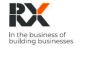 RX
In the business of
building businesses